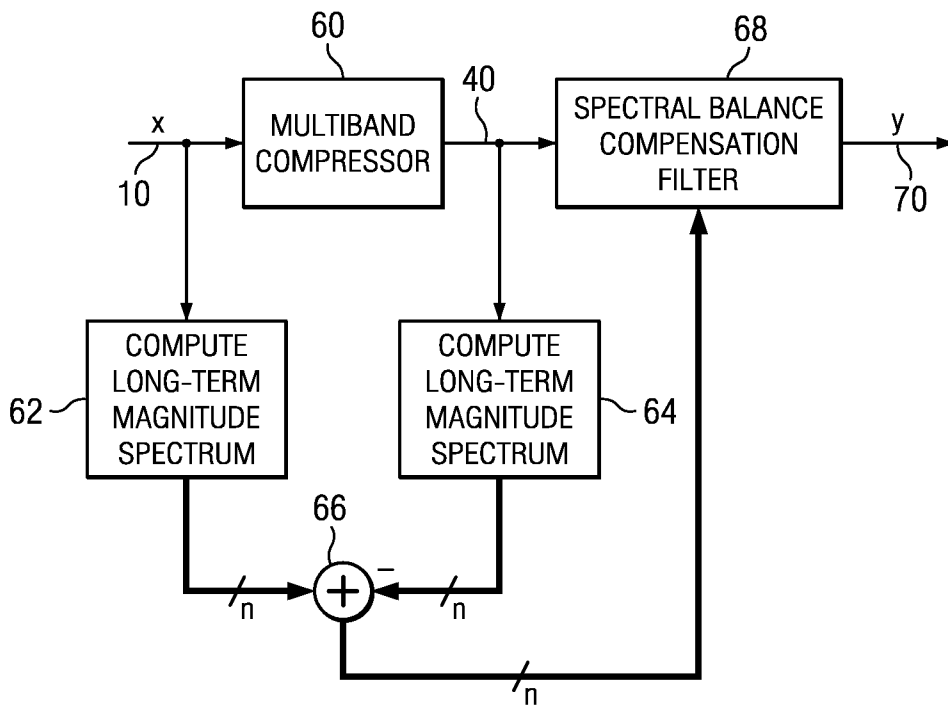 60
68
x
10
MULTIBAND
COMPRESSOR
40
SPECTRAL BALANCE
COMPENSATION
FILTER
y
70
62
COMPUTE
LONG-TERM
MAGNITUDE
SPECTRUM
COMPUTE
LONG-TERM
MAGNITUDE
SPECTRUM
64
66
+
–
n
n
n